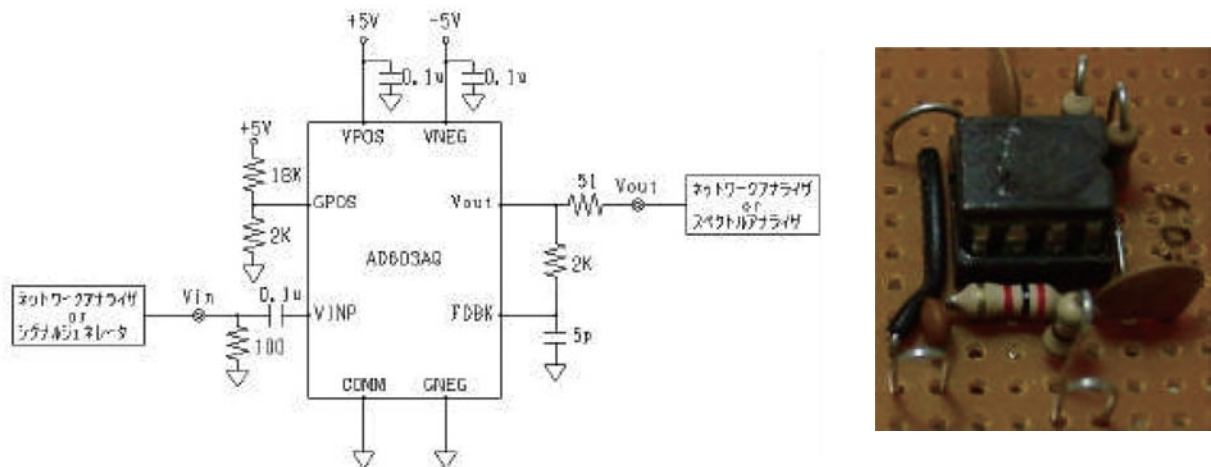 +5V
-5V
0.1u
0.1u
VPOS
VNEG
+5V
18K
GPOS
2K
Vout
51
Vout
ネットワークアナライザ
or
スペクトルアナライザ
AD603AQ
2K
ネットワークアナライザ
or
シグナルジェネレータ
Vin
0.1u
VINP
100
FDBK
5p
COMM
GNEG